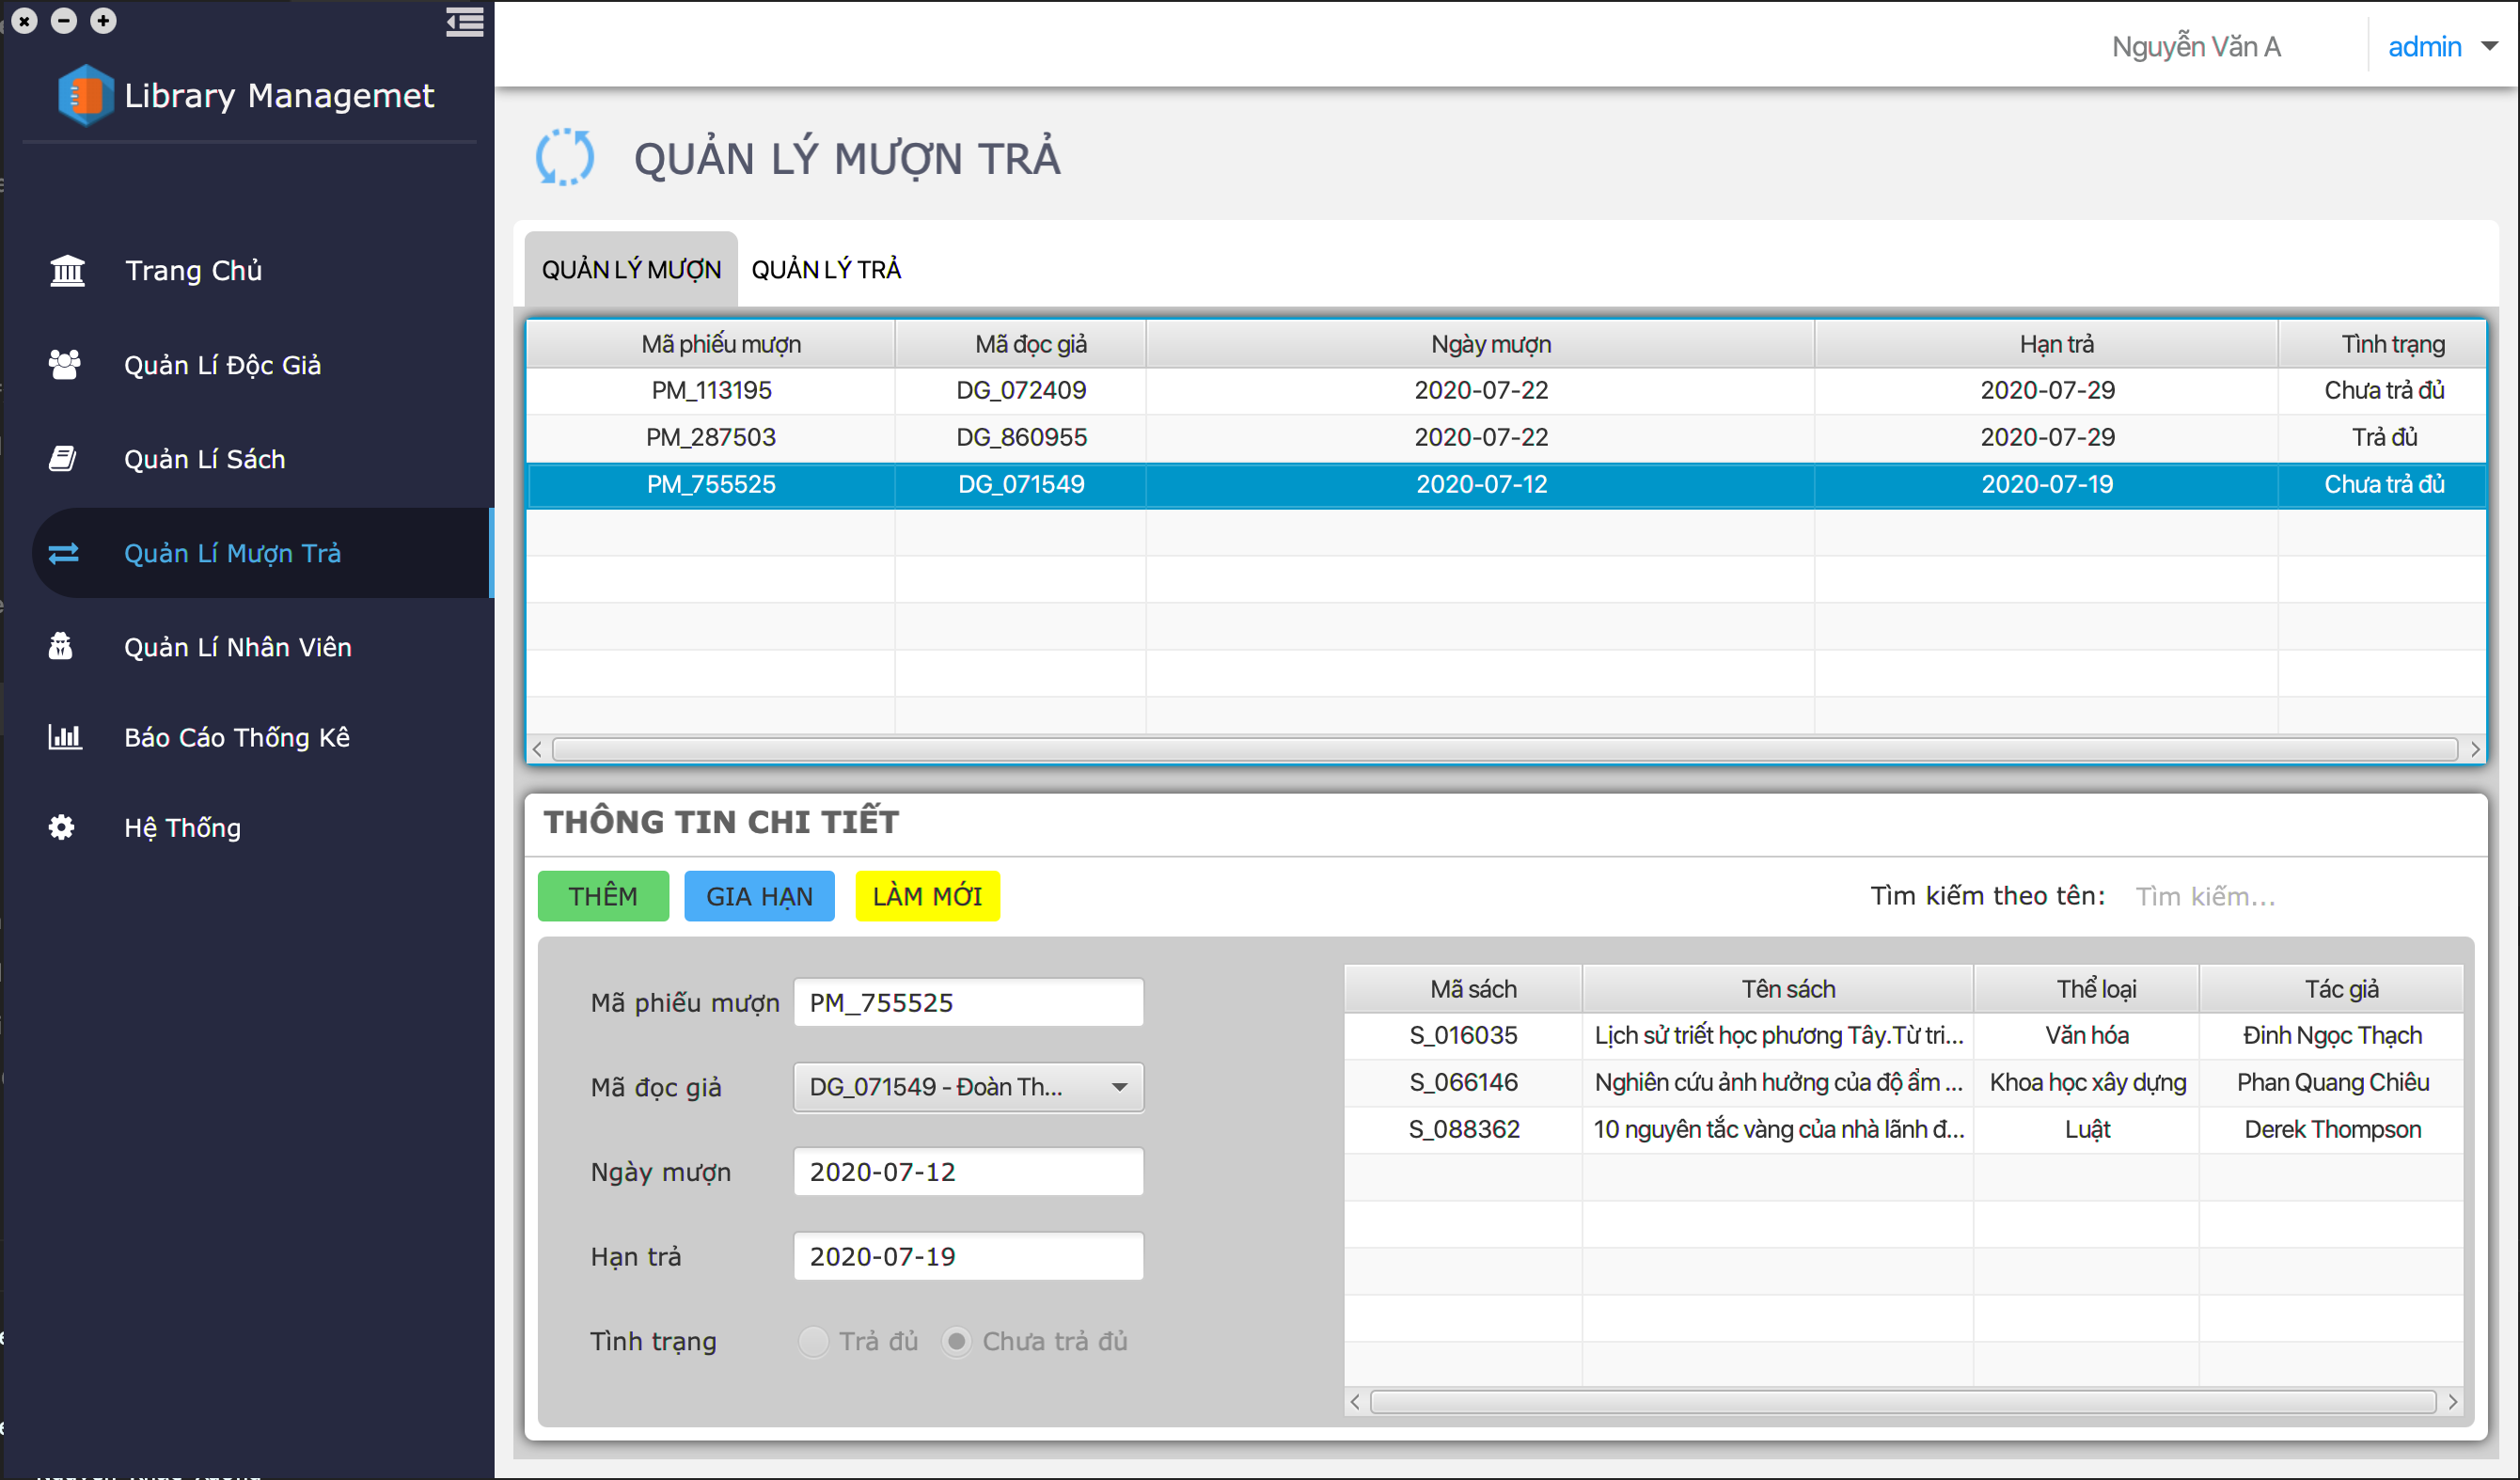 Library Managemet
Nguyễn Văn A
admin
Trang Chủ
Quản Lí Độc Giả
Quản Lí Sách
Quản Lí Mượn Trả
Quản Lí Nhân Viên
Báo Cáo Thống Kê
Hệ Thống
QUẢN LÝ MƯỢN TRẢ
QUẢN LÝ MƯỢN QUẢN LÝ TRẢ
Mã phiếu mượn Mã đọc giả Ngày mượn Hạn trả Tình trạng
PM_113195 DG_072409 2020-07-22 2020-07-29 Chưa trả đủ
PM_287503 DG_860955 2020-07-22 2020-07-29 Trả đủ
PM_755525 DG_071549 2020-07-12 2020-07-19 Chưa trả đủ
THÔNG TIN CHI TIẾT
THÊM GIA HẠN LÀM MỚI Tìm kiếm theo tên: Tìm kiếm...
Mã phiếu mượn PM_755525
Mã đọc giả DG_071549 - Đoàn Th...
Ngày mượn 2020-07-12
Hạn trả 2020-07-19
Tình trạng Trả đủ Chưa trả đủ
Mã sách Tên sách Thể loại Tác giả
S_016035 Lịch sử triết học phương Tây.Từ tri... Văn hóa Đinh Ngọc Thạch
S_066146 Nghiên cứu ảnh hưởng của độ ẩm ... Khoa học xây dựng Phan Quang Chiêu
S_088362 10 nguyên tắc vàng của nhà lãnh đ... Luật Derek Thompson